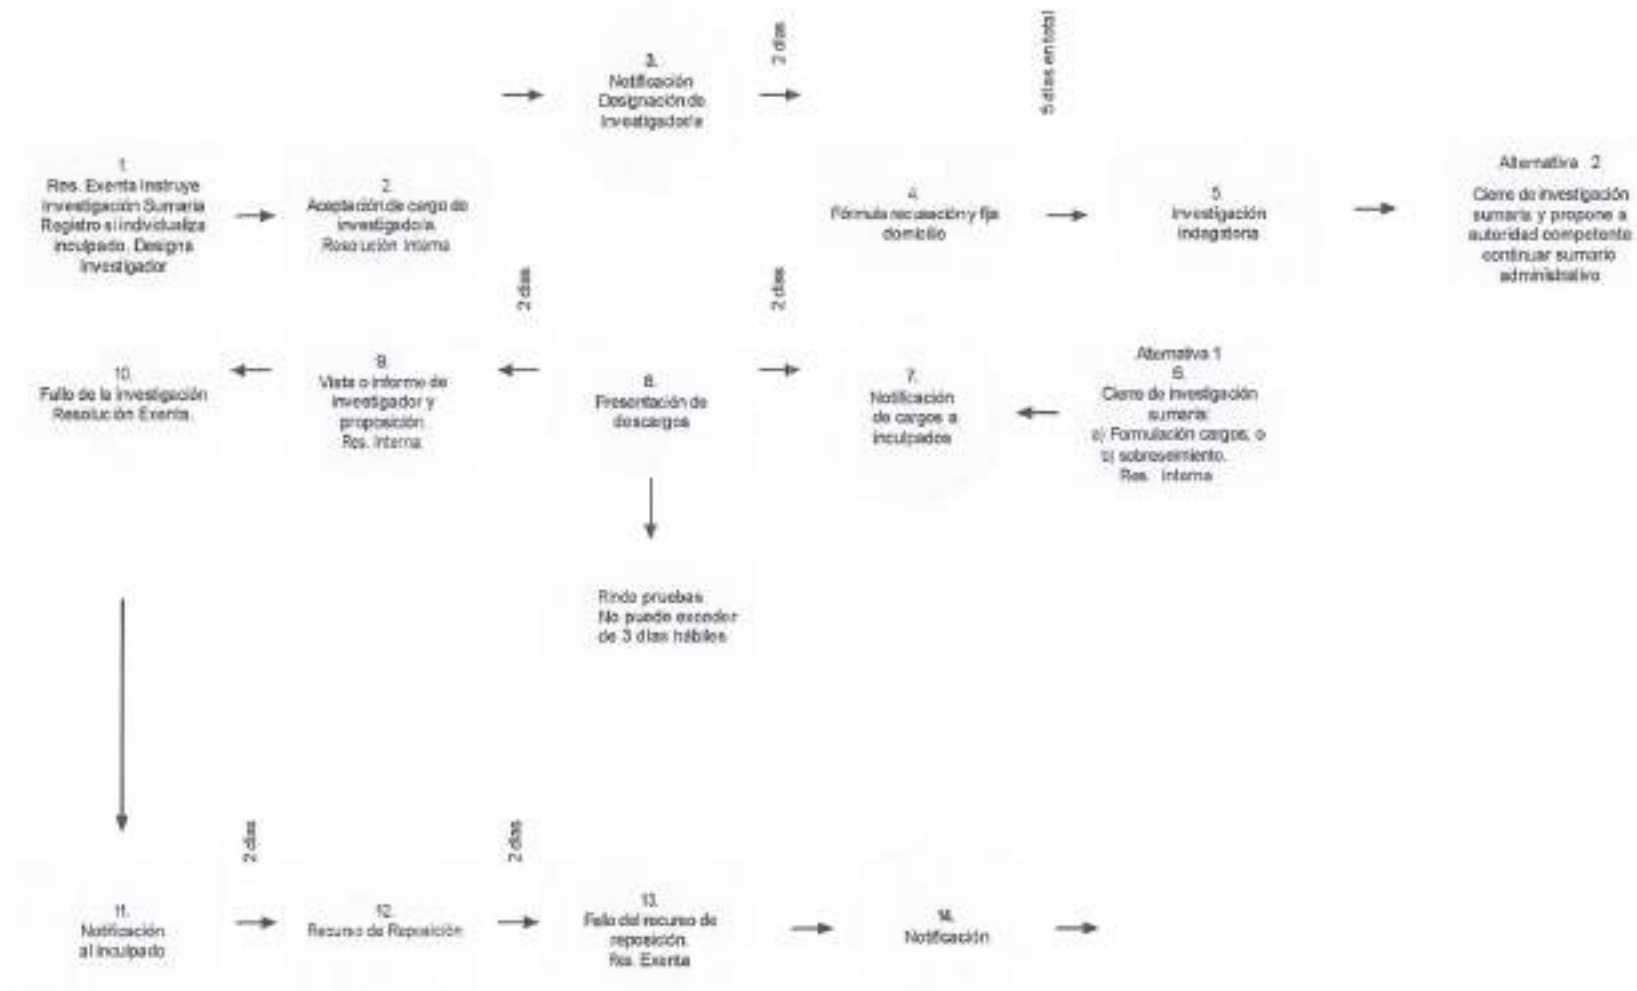 1.
Res. Exenta instruye
Investigación Sumaria
Registro si individualiza
inculpado. Designa
Investigador
2
Aceptación de cargo de
investigador/a.
Resolución Interna
3.
Notificación
Designación de
Investigador/a
2 días
4.
Fórmula recusación y fija
domicilio
5 días en total
5.
Investigación
indagatoria
Alternativa 2
Cierre de investigación
sumaria y propone a
autoridad competente
continuar sumario
administrativo
Alternativa 1
6.
Cierre de investigación
sumaria:
a) Formulación cargos, o
b) sobreseimiento.
Res. interna
7.
Notificación
de cargos a
inculpados
2 días
8.
Presentación de
descargos
Rinde pruebas
No puede exceder
de 3 días hábiles
2 días
9.
Vista o informe de
investigador y
proposición.
Res. Interna
10.
Fallo de la investigación
Resolución Exenta.
11.
Notificación
al inculpado
2 días
12.
Recurso de Reposición
2 días
13.
Fallo del recurso de
reposición.
Res. Exenta
14.
Notificación